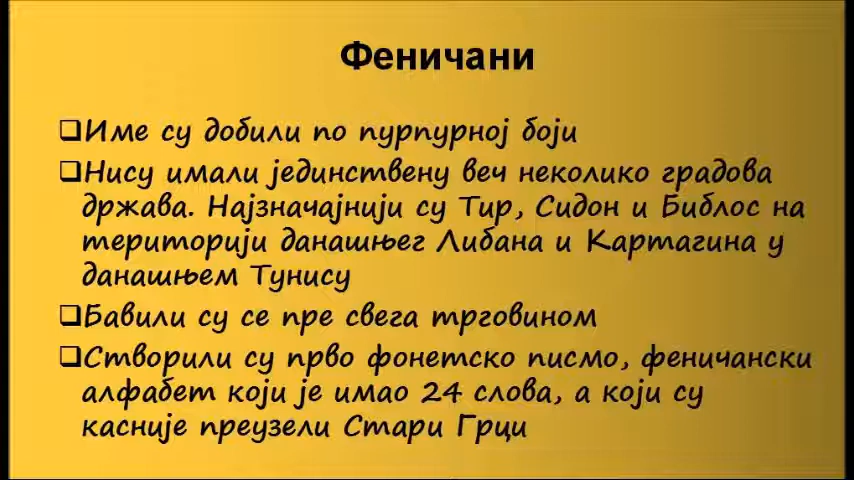 Феничани
❑Име су добили по пурпурној боји
❑Нису имали јединствену веч неколико градова
држава. Најзначајнији су Тир, Сидон и Библос на
територији данашњег Либана и Картагина у
данашњем Тунису
❑Бавили су се пре свега трговином
❑Створили су прво фонетско писмо, феничански
алфабет који је имао 24 слова, а који су
касније преузели Стари Грци